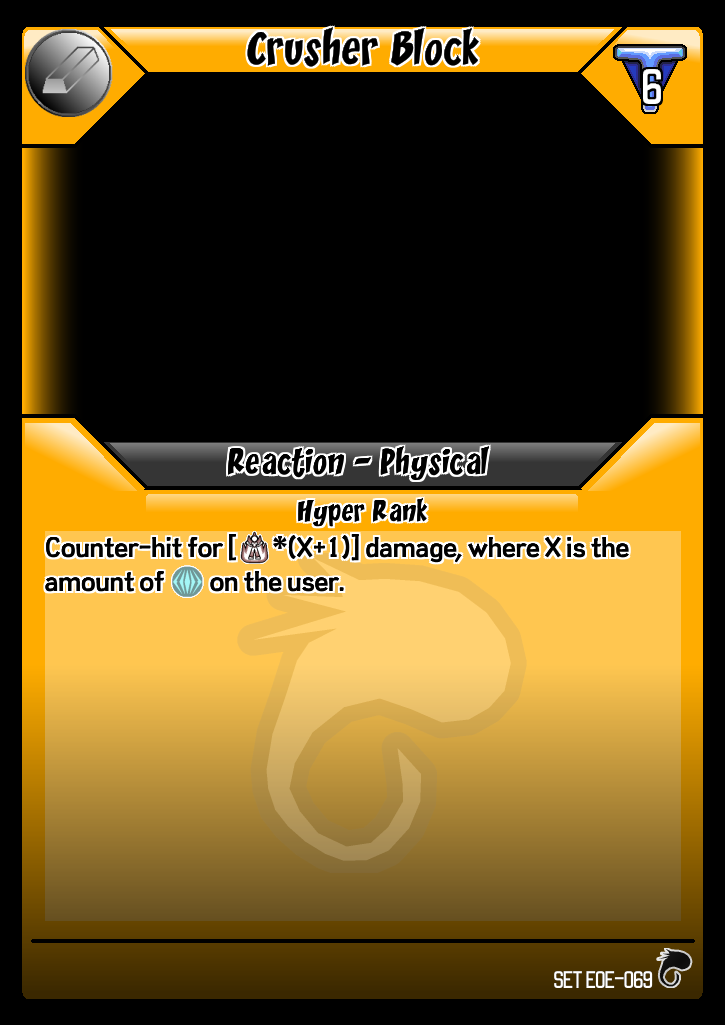 Crusher Block
6
Reaction - Physical
Hyper Rank
Counter-hit for [ *(X+1)] damage, where X is the
amount of on the user.
SET EOE-069